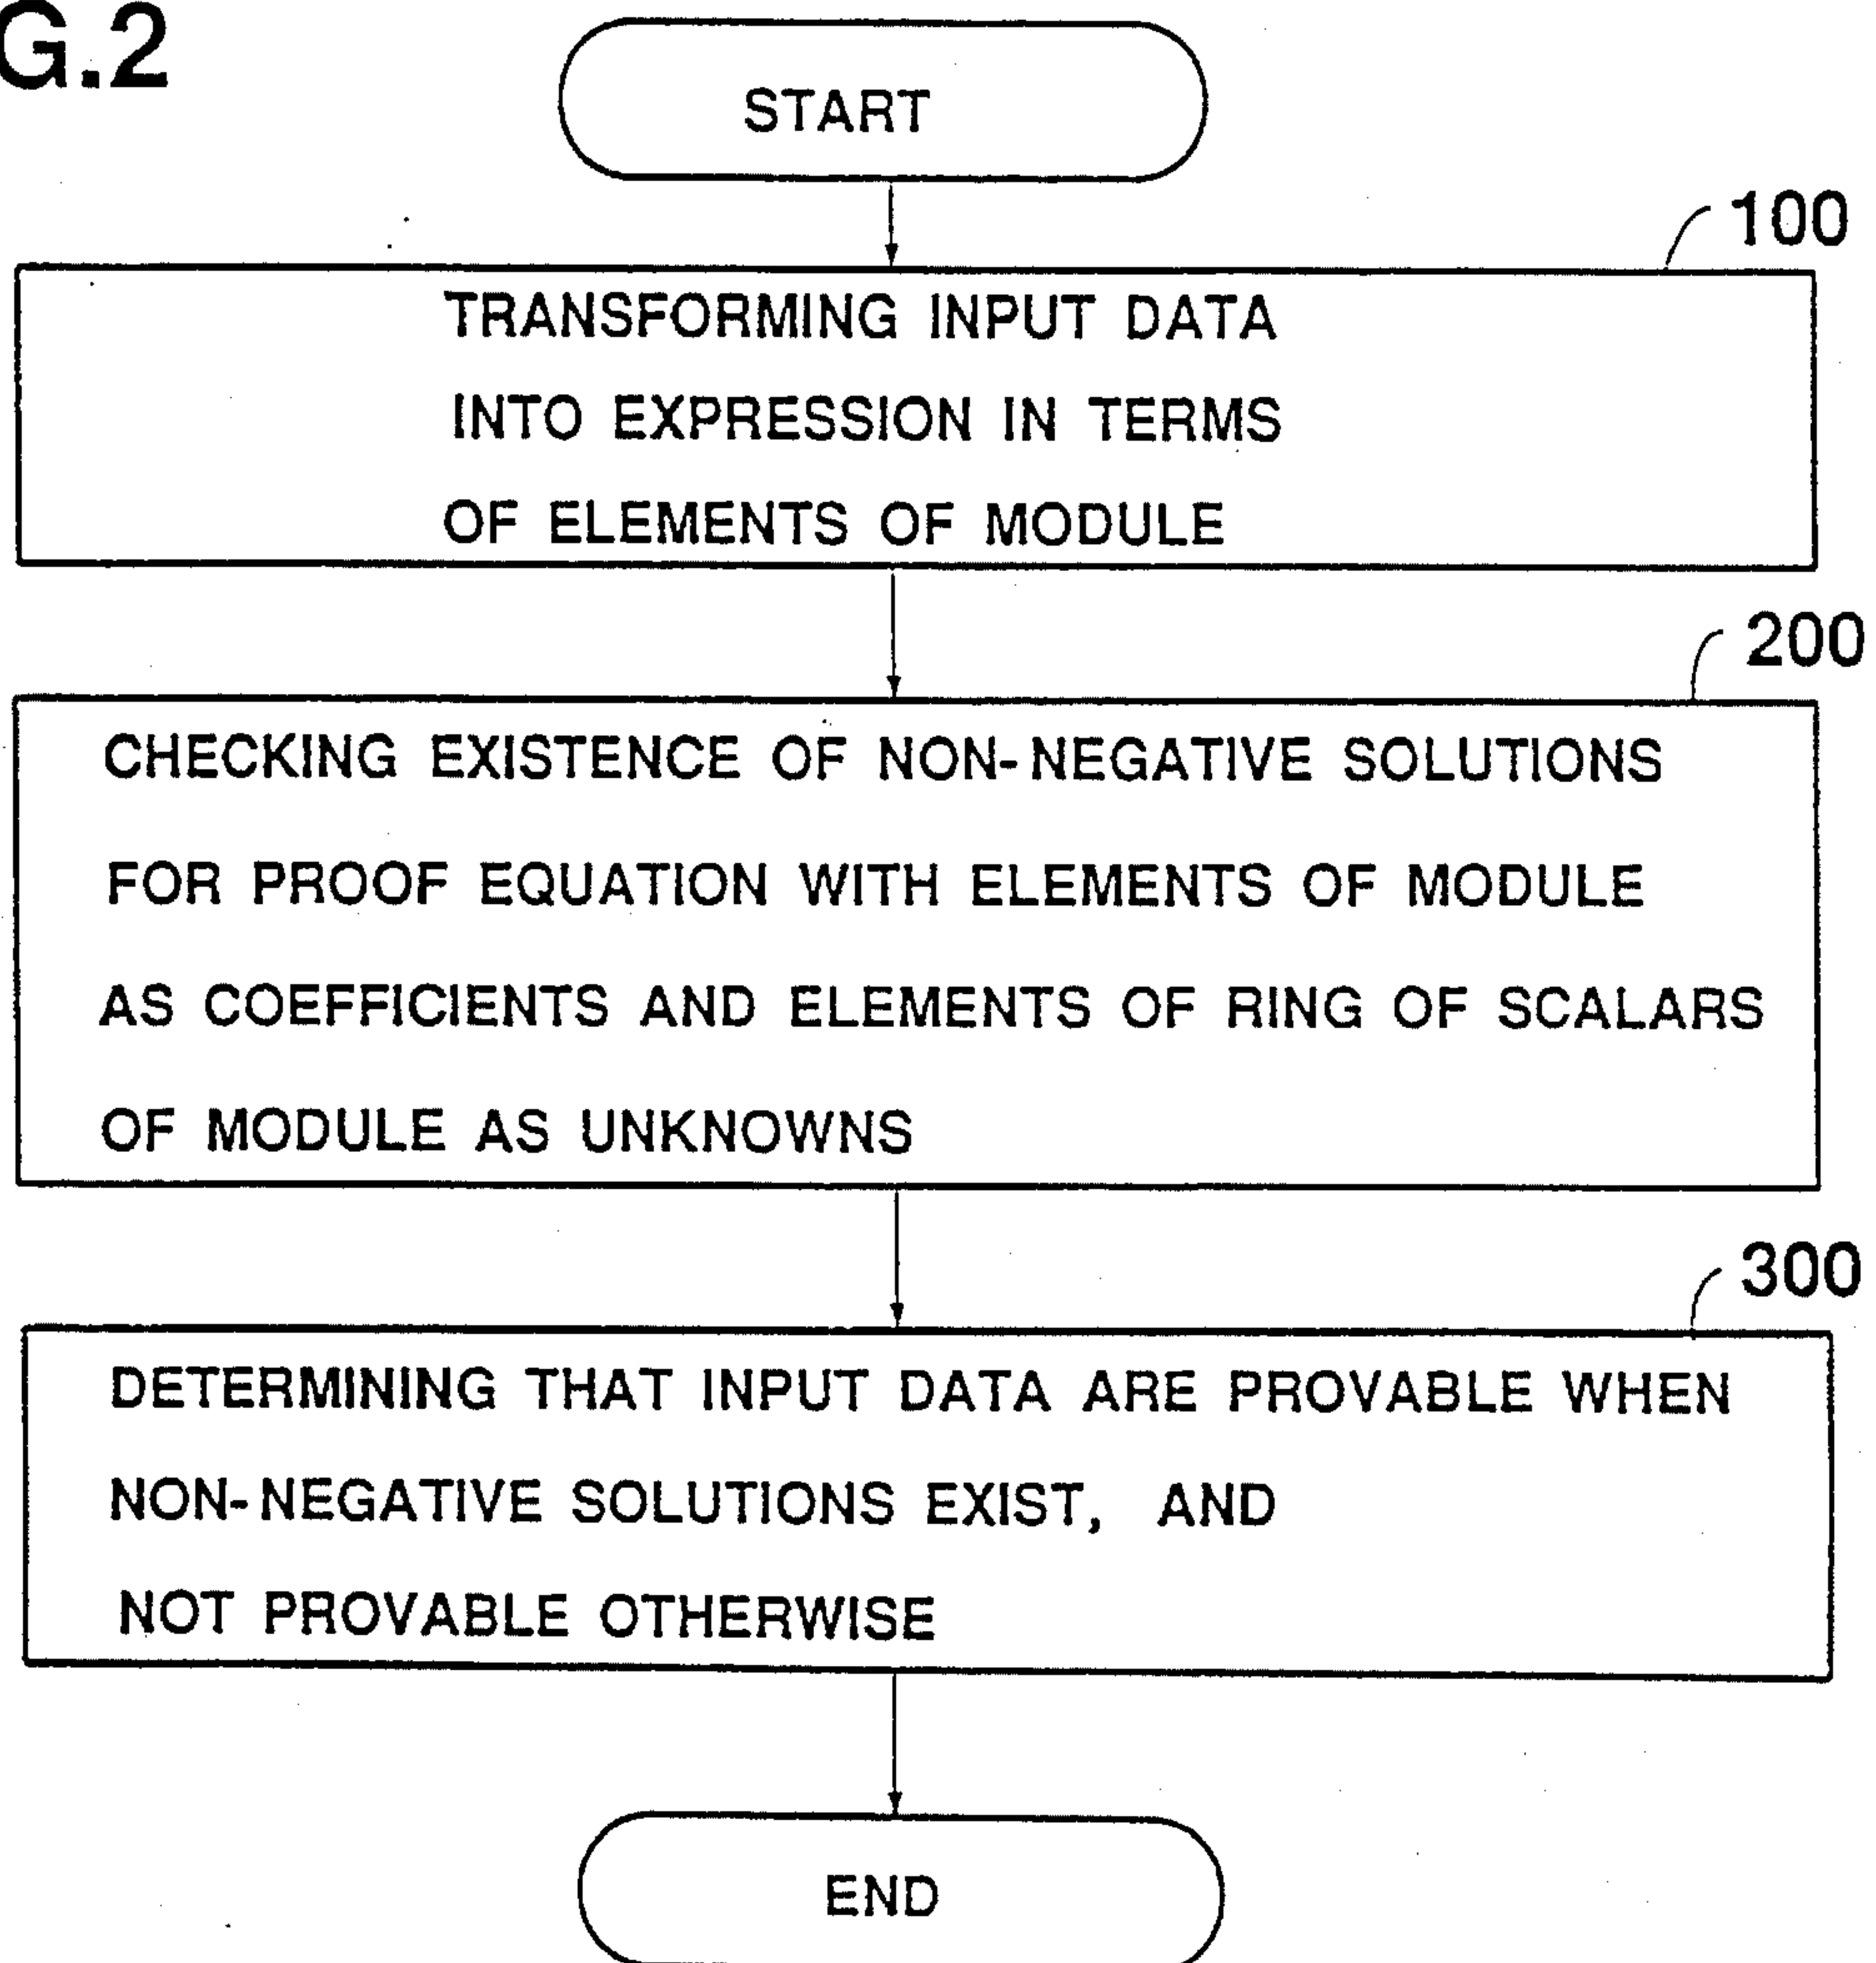 G.2
START
100
TRANSFORMING INPUT DATA
INTO EXPRESSION IN TERMS
OF ELEMENTS OF MODULE
200
CHECKING EXISTENCE OF NON-NEGATIVE SOLUTIONS
FOR PROOF EQUATION WITH ELEMENTS OF MODULE
AS COEFFICIENTS AND ELEMENTS OF RING OF SCALARS
OF MODULE AS UNKNOWNS
300
DETERMINING THAT INPUT DATA ARE PROVABLE WHEN
NON-NEGATIVE SOLUTIONS EXIST, AND
NOT PROVABLE OTHERWISE
END